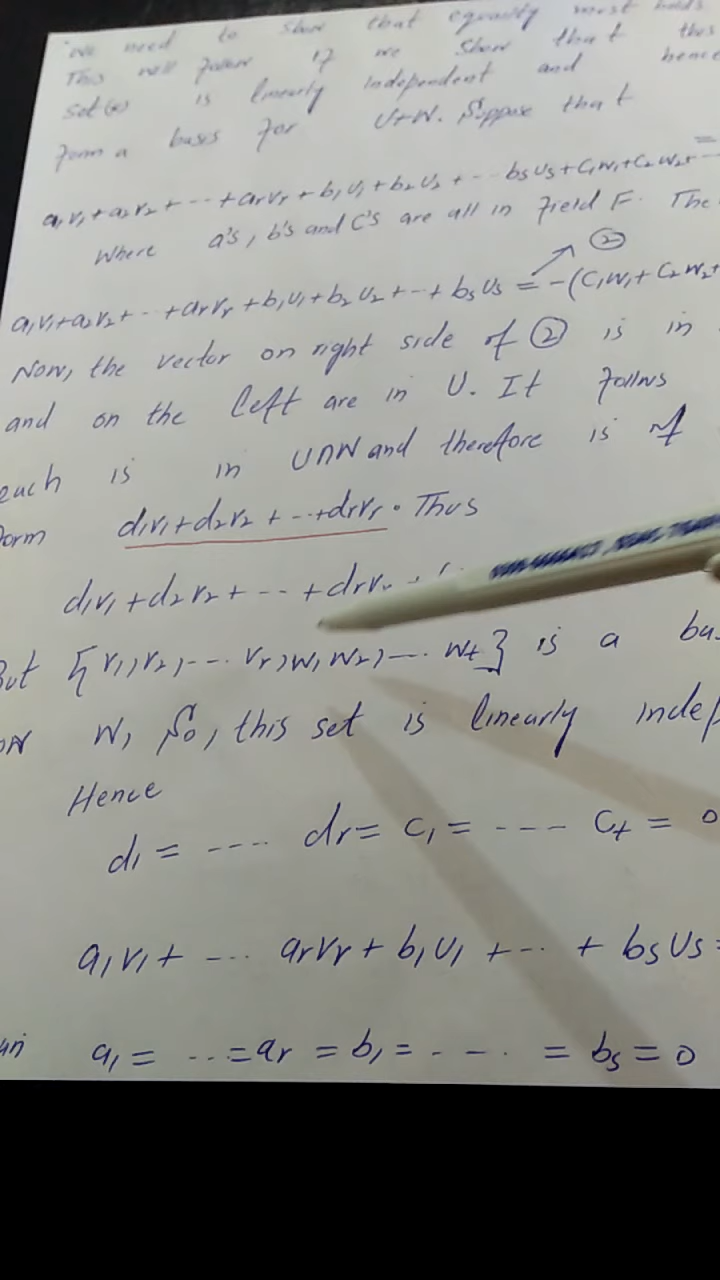 we need to show that equality must holds
This will follow if we show that this
set(*) is linearly independent and hence
form a basis for U+W. Suppose that
a₁v₁+a₂v₂+ --- +aᵣvᵣ+b₁u₁+b₂u₂+ --- bₛuₛ+c₁w₁+c₂w₂+ --- =
Where a's, b's and c's are all in field F. The
②
a₁v₁+a₂v₂+ --- +aᵣvᵣ+b₁u₁+b₂u₂+--+ bₛuₛ = -(c₁w₁+c₂w₂+
Now, the vector on right side of ② is in
and on the left are in U. It follws
each is in U∩W and therefore is of
form d₁v₁+d₂v₂ + ---+dᵣvᵣ. Thus
d₁v₁+d₂v₂+ --- +dᵣv
But {v₁,v₂,--- vᵣ,w₁,w₂,--- wₜ} is a
W, So, this set is linearly indep
Hence
d₁ = ---- dᵣ= c₁ = ---- cₜ = 0
a₁v₁+ --- aᵣvᵣ+ b₁u₁ +--- + bₛuₛ =
a₁= ---=aᵣ = b₁= ---- = bₛ=0